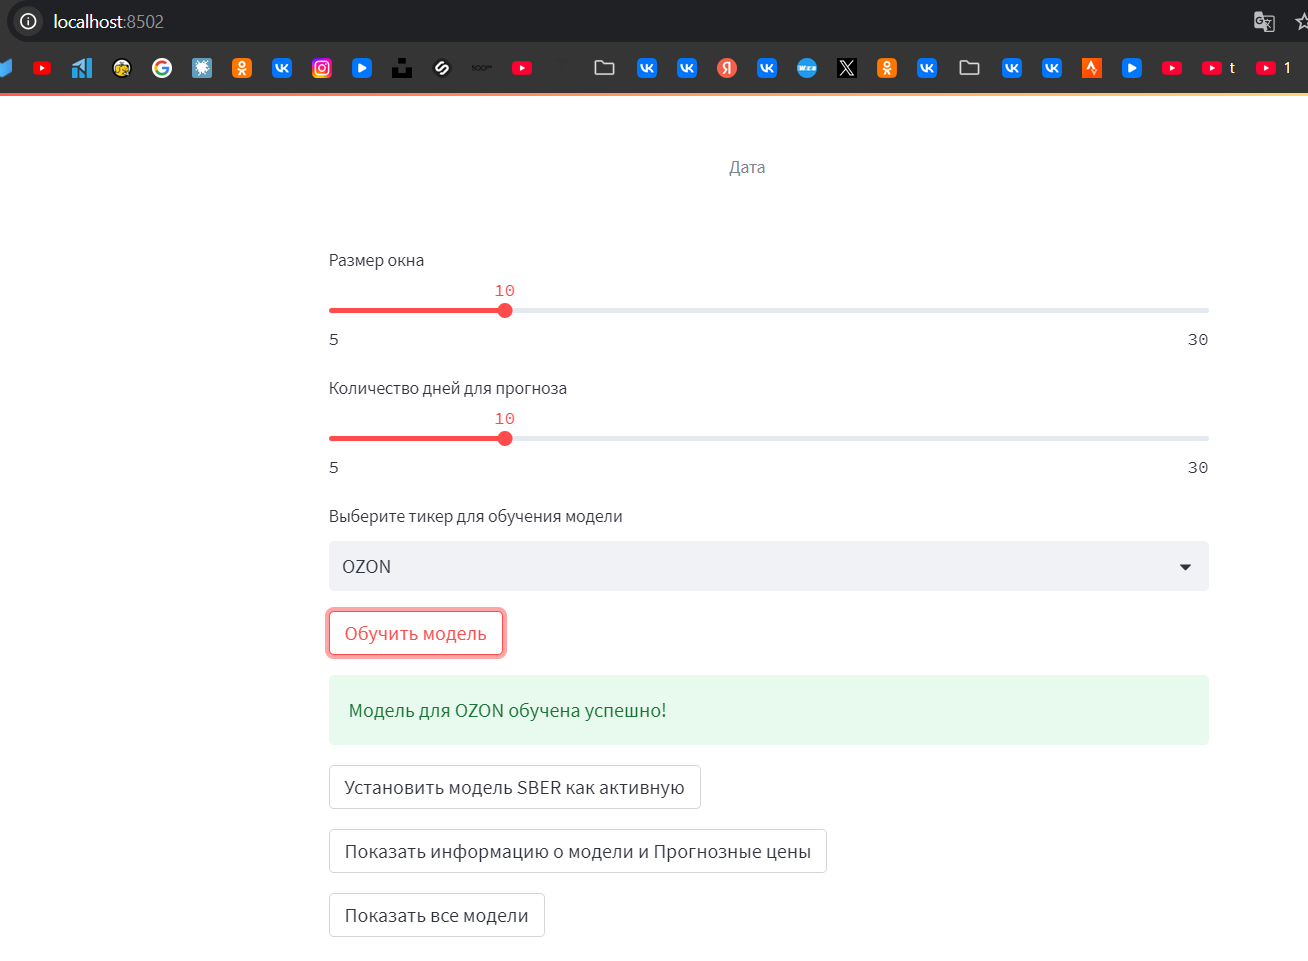 localhost:8502
t
1
Дата
Размер окна
10
5 30
Количество дней для прогноза
10
5 30
Выберите тикер для обучения модели
OZON
Обучить модель
Модель для OZON обучена успешно!
Установить модель SBER как активную
Показать информацию о модели и Прогнозные цены
Показать все модели